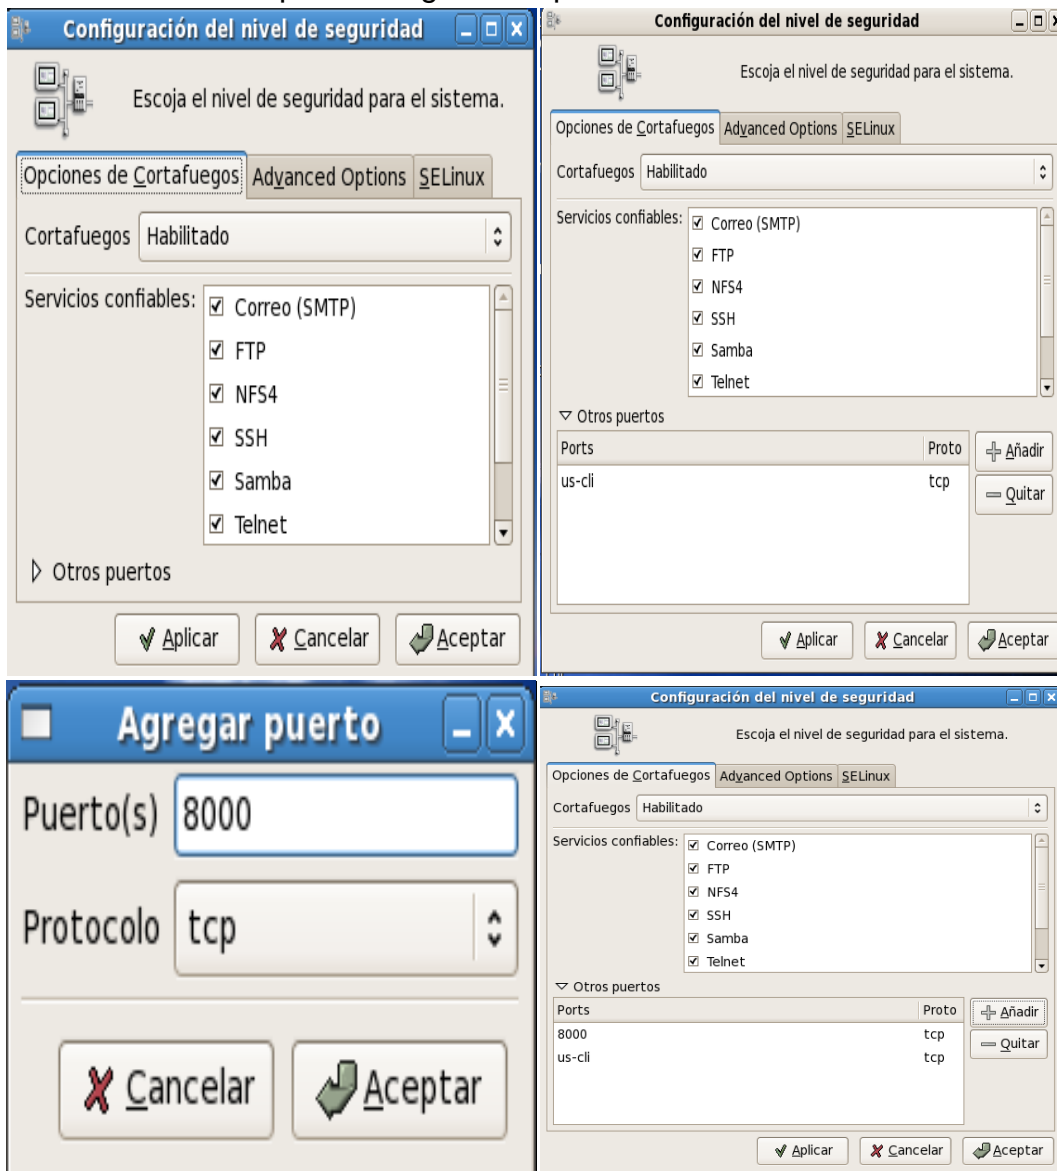 Configuración del nivel de seguridad
Escoja el nivel de seguridad para el sistema.
Opciones de Cortafuegos Advanced Options SELinux
Cortafuegos Habilitado
Servicios confiables:
Correo (SMTP)
FTP
NFS4
SSH
Samba
Telnet
Otros puertos
Aplicar Cancelar Aceptar
Configuración del nivel de seguridad
Escoja el nivel de seguridad para el sistema.
Opciones de Cortafuegos Advanced Options SELinux
Cortafuegos Habilitado
Servicios confiables:
Correo (SMTP)
FTP
NFS4
SSH
Samba
Telnet
Otros puertos
Ports Proto
us-cli tcp
Añadir
Quitar
Aplicar Cancelar Aceptar
Agregar puerto
Puerto(s) 8000
Protocolo tcp
Cancelar Aceptar
Configuración del nivel de seguridad
Escoja el nivel de seguridad para el sistema.
Opciones de Cortafuegos Advanced Options SELinux
Cortafuegos Habilitado
Servicios confiables:
Correo (SMTP)
FTP
NFS4
SSH
Samba
Telnet
Otros puertos
Ports Proto
8000 tcp
us-cli tcp
Añadir
Quitar
Aplicar Cancelar Aceptar